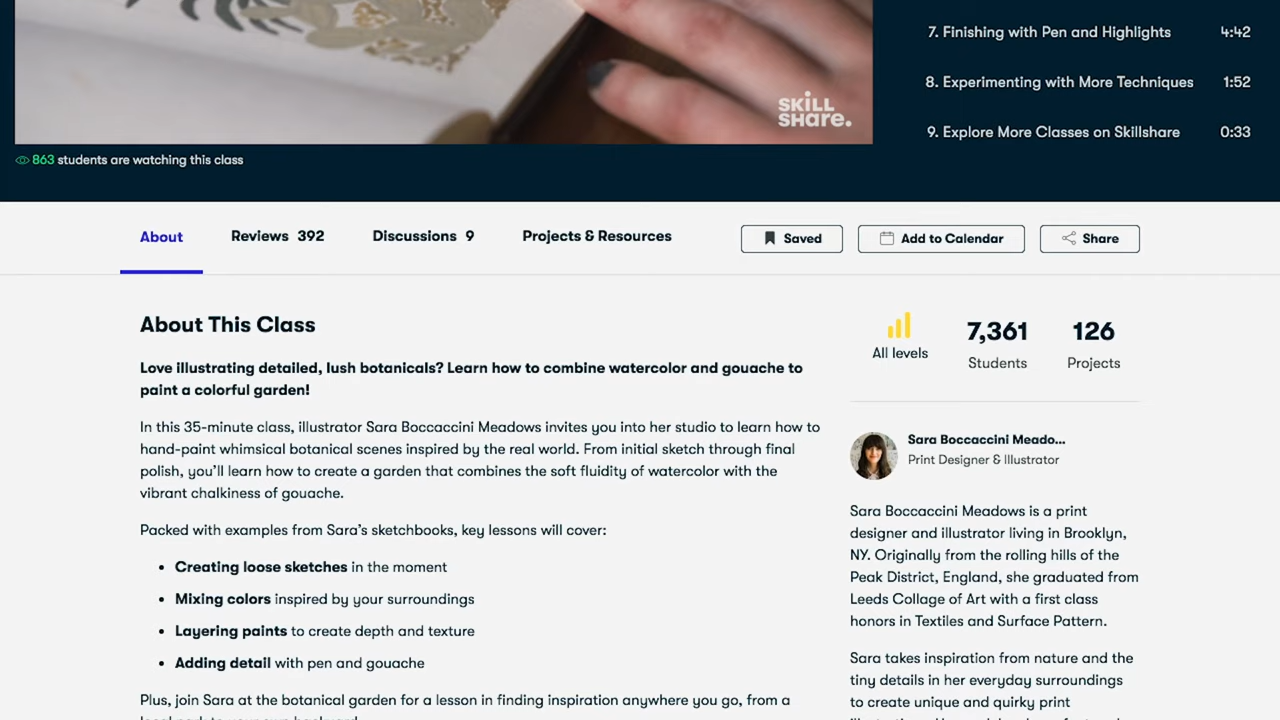 7. Finishing with Pen and Highlights 4:42
8. Experimenting with More Techniques 1:52
9. Explore More Classes on Skillshare 0:33
SKILL
SHARE.
863 students are watching this class
About Reviews 392 Discussions 9 Projects & Resources Saved Add to Calendar Share
About This Class
Love illustrating detailed, lush botanicals? Learn how to combine watercolor and gouache to
paint a colorful garden!
In this 35-minute class, illustrator Sara Boccaccini Meadows invites you into her studio to learn how to
hand-paint whimsical botanical scenes inspired by the real world. From initial sketch through final
polish, you'll learn how to create a garden that combines the soft fluidity of watercolor with the
vibrant chalkiness of gouache.
Packed with examples from Sara's sketchbooks, key lessons will cover:
• Creating loose sketches in the moment
• Mixing colors inspired by your surroundings
• Layering paints to create depth and texture
• Adding detail with pen and gouache
Plus, join Sara at the botanical garden for a lesson in finding inspiration anywhere you go, from a
All levels
7,361
Students
126
Projects
Sara Boccaccini Meado...
Print Designer & Illustrator
Sara Boccaccini Meadows is a print
designer and illustrator living in Brooklyn,
NY. Originally from the rolling hills of the
Peak District, England, she graduated from
Leeds Collage of Art with a first class
honors in Textiles and Surface Pattern.
Sara takes inspiration from nature and the
tiny details in her everyday surroundings
to create unique and quirky print